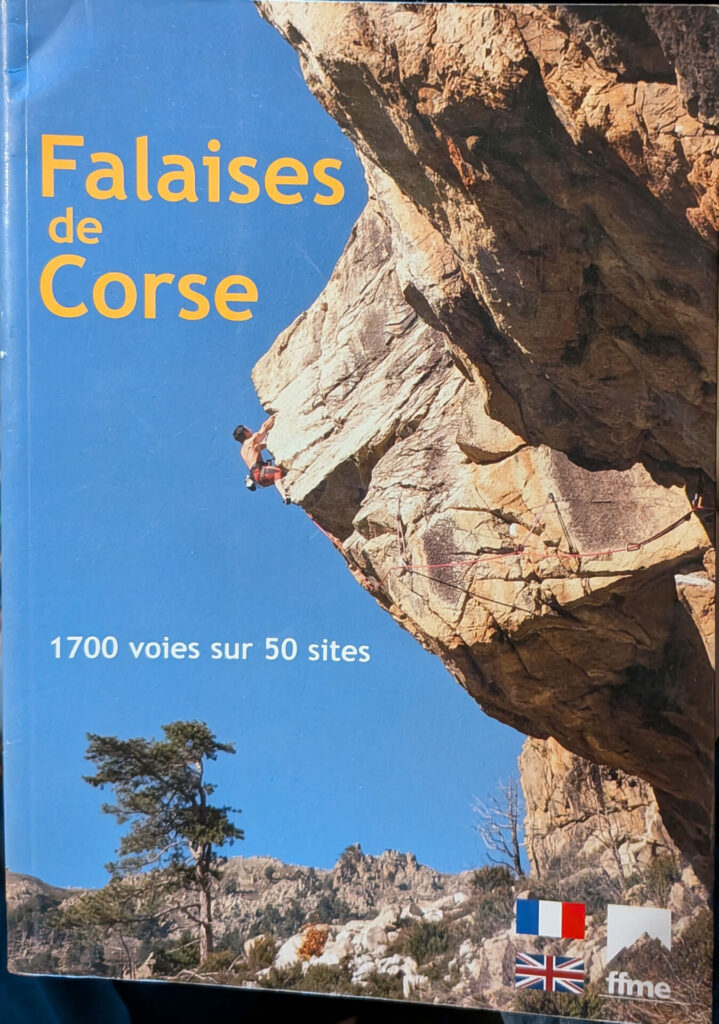 Falaises
de
Corse
1700 voies sur 50 sites
ffme